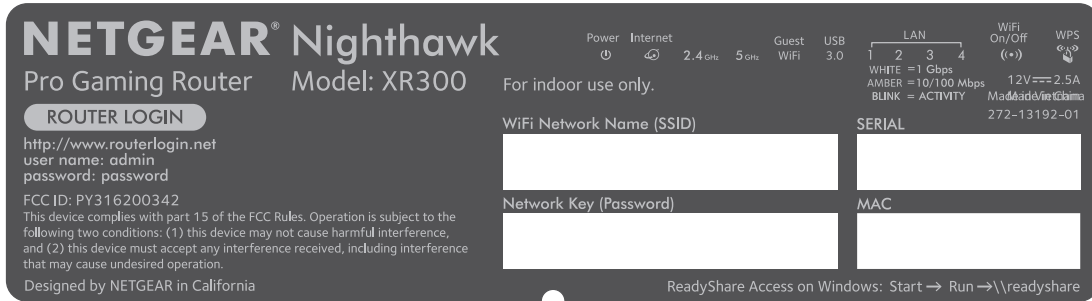 NETGEAR® Nighthawk
Pro Gaming Router Model: XR300
ROUTER LOGIN
http://www.routerlogin.net
user name: admin
password: password
FCC ID: PY316200342
This device complies with part 15 of the FCC Rules. Operation is subject to the
following two conditions: (1) this device may not cause harmful interference,
and (2) this device must accept any interference received, including interference
that may cause undesired operation.
Designed by NETGEAR in California
Power Internet 2.4 GHz 5 GHz Guest WiFi USB 3.0
LAN
1 2 3 4
WHITE = 1 Gbps
AMBER = 10/100 Mbps
BLINK = ACTIVITY
WiFi On/Off
WPS
12V⎓2.5A
Made in
272-13192-01
For indoor use only.
WiFi Network Name (SSID)
SERIAL
Network Key (Password)
MAC
ReadyShare Access on Windows: Start → Run →\\readyshare